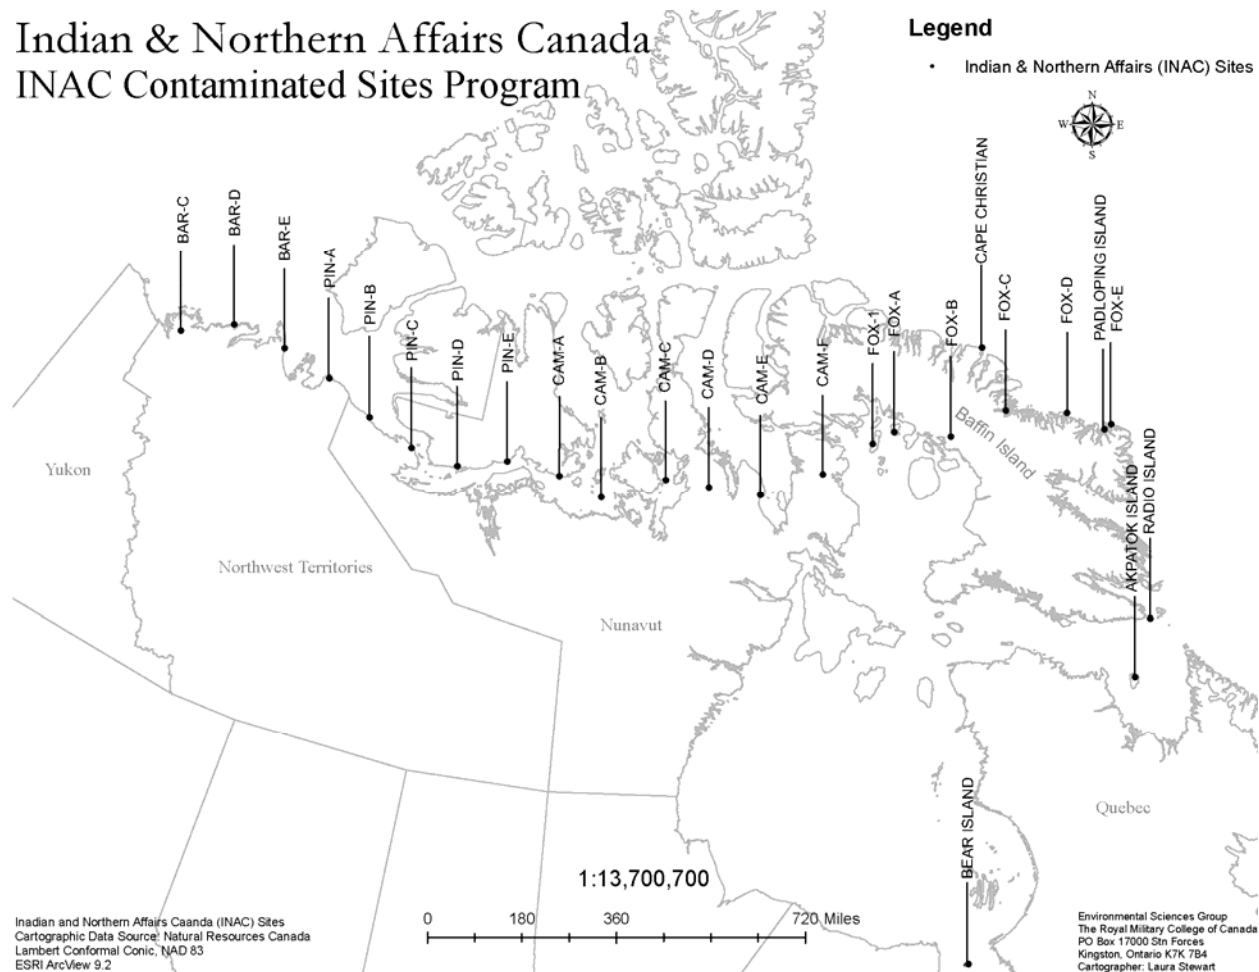 Indian & Northern Affairs Canada
INAC Contaminated Sites Program
Legend
Indian & Northern Affairs (INAC) Sites
N
W
E
S
BAR-C
BAR-D
BAR-E
PIN-A
PIN-B
PIN-C
PIN-D
PIN-E
CAM-A
CAM-B
CAM-C
CAM-D
CAM-E
CAM-F
FOX-1
FOX-A
FOX-B
CAPE CHRISTIAN
FOX-C
FOX-D
PADLOPING ISLAND
FOX-E
Baffin Island
AKPATOK ISLAND
RADIO ISLAND
Yukon
Northwest Territories
Nunavut
Quebec
BEAR ISLAND
1:13,700,700
0 180 360 720 Miles
Inadian and Northern Affairs Caanda (INAC) Sites
Cartographic Data Source: Natural Resources Canada
Lambert Conformal Conic, NAD 83
ESRI ArcView 9.2
Environmental Sciences Group
The Royal Military College of Canada
PO Box 17000 Stn Forces
Kingston, Ontario K7K 7B4
Cartographer: Laura Stewart